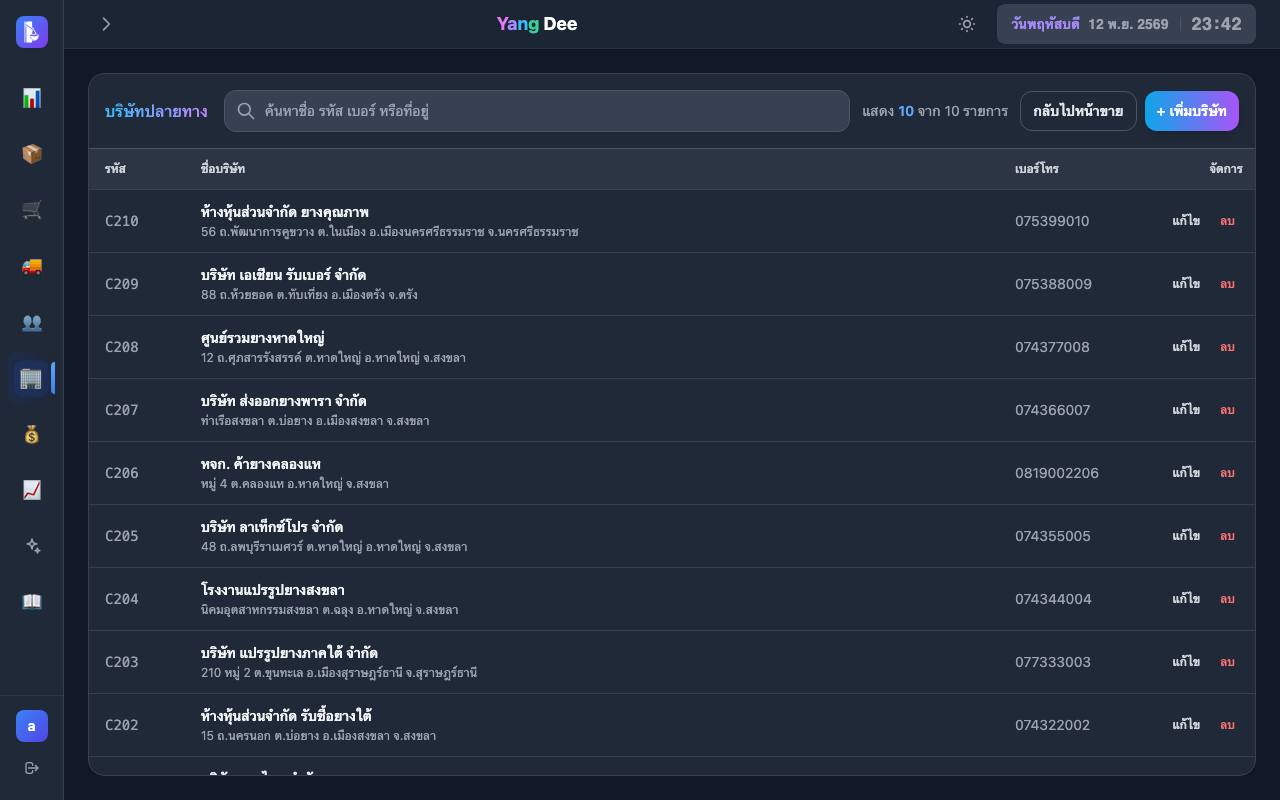 Yang Dee
วันพฤหัสบดี 12 พ.ย. 2569 23:42
บริษัทปลายทาง
ค้นหาชื่อ รหัส เบอร์ หรือที่อยู่
แสดง 10 จาก 10 รายการ
กลับไปหน้าขาย
+ เพิ่มบริษัท
รหัส ชื่อบริษัท เบอร์โทร จัดการ
C210 ห้างหุ้นส่วนจำกัด ยางคุณภาพ 075399010 แก้ไข ลบ
56 ถ.พัฒนาการคูขวาง ต.ในเมือง อ.เมืองนครศรีธรรมราช จ.นครศรีธรรมราช
C209 บริษัท เอเซียน รับเบอร์ จำกัด 075388009 แก้ไข ลบ
88 ถ.ห้วยยอด ต.ทับเที่ยง อ.เมืองตรัง จ.ตรัง
C208 ศูนย์รวมยางหาดใหญ่ 074377008 แก้ไข ลบ
12 ถ.ศุภสารรังสรรค์ ต.หาดใหญ่ อ.หาดใหญ่ จ.สงขลา
C207 บริษัท ส่งออกยางพารา จำกัด 074366007 แก้ไข ลบ
ท่าเรือสงขลา ต.บ่อยาง อ.เมืองสงขลา จ.สงขลา
C206 หจก. ค้ายางคลองแห 0819002206 แก้ไข ลบ
หมู่ 4 ต.คลองแห อ.หาดใหญ่ จ.สงขลา
C205 บริษัท ลาเท็กซ์โปร จำกัด 074355005 แก้ไข ลบ
48 ถ.ลพบุรีราเมศวร์ ต.หาดใหญ่ อ.หาดใหญ่ จ.สงขลา
C204 โรงงานแปรรูปยางสงขลา 074344004 แก้ไข ลบ
นิคมอุตสาหกรรมสงขลา ต.ฉลุง อ.หาดใหญ่ จ.สงขลา
C203 บริษัท แปรรูปยางภาคใต้ จำกัด 077333003 แก้ไข ลบ
210 หมู่ 2 ต.ขุนทะเล อ.เมืองสุราษฎร์ธานี จ.สุราษฎร์ธานี
C202 ห้างหุ้นส่วนจำกัด รับซื้อยางใต้ 074322002 แก้ไข ลบ
15 ถ.นครนอก ต.บ่อยาง อ.เมืองสงขลา จ.สงขลา
a